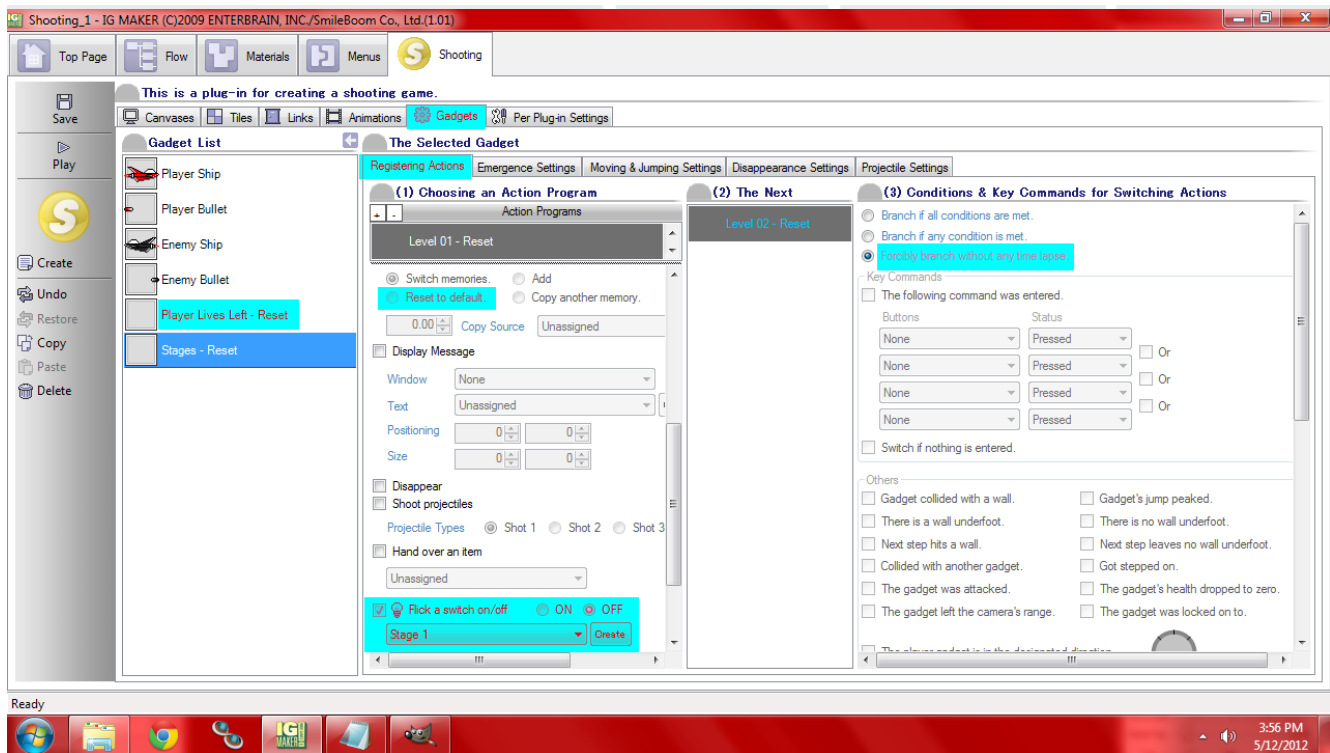 Shooting_1 - IG MAKER (C)2009 ENTERBRAIN, INC./SmileBoom Co., Ltd.(1.01)
Top Page Flow Materials Menus S Shooting
Save
Play
S
Create
Undo
Restore
Copy
Paste
Delete
This is a plug-in for creating a shooting game.
Canvases Tiles Links Animations Gadgets Per Plug-in Settings
Gadget List
Player Ship
Player Bullet
Enemy Ship
Enemy Bullet
Player Lives Left - Reset
Stages - Reset
The Selected Gadget
Registering Actions Emergence Settings Moving & Jumping Settings Disappearance Settings Projectile Settings
(1) Choosing an Action Program
+ - Action Programs
Level 01 - Reset
Switch memories. Add
Reset to default. Copy another memory.
0.00 Copy Source Unassigned
Display Message
Window None
Text Unassigned
Positioning 0 0
Size 0 0
Disappear
Shoot projectiles
Projectile Types Shot 1 Shot 2 Shot 3
Hand over an item
Unassigned
Flick a switch on/off ON OFF
Stage 1 Create
(2) The Next
Level 02 - Reset
(3) Conditions & Key Commands for Switching Actions
Branch if all conditions are met.
Branch if any condition is met.
Forcibly branch without any time lapse.
Key Commands
The following command was entered.
Buttons Status
None Pressed Or
None Pressed Or
None Pressed Or
None Pressed
Switch if nothing is entered.
Others
Gadget collided with a wall. Gadget's jump peaked.
There is a wall underfoot. There is no wall underfoot.
Next step hits a wall. Next step leaves no wall underfoot.
Collided with another gadget. Got stepped on.
The gadget was attacked. The gadget's health dropped to zero.
The gadget left the camera's range. The gadget was locked on to.
The player gadget is in the designated direction
Ready
IG MAKER
3:56 PM
5/12/2012